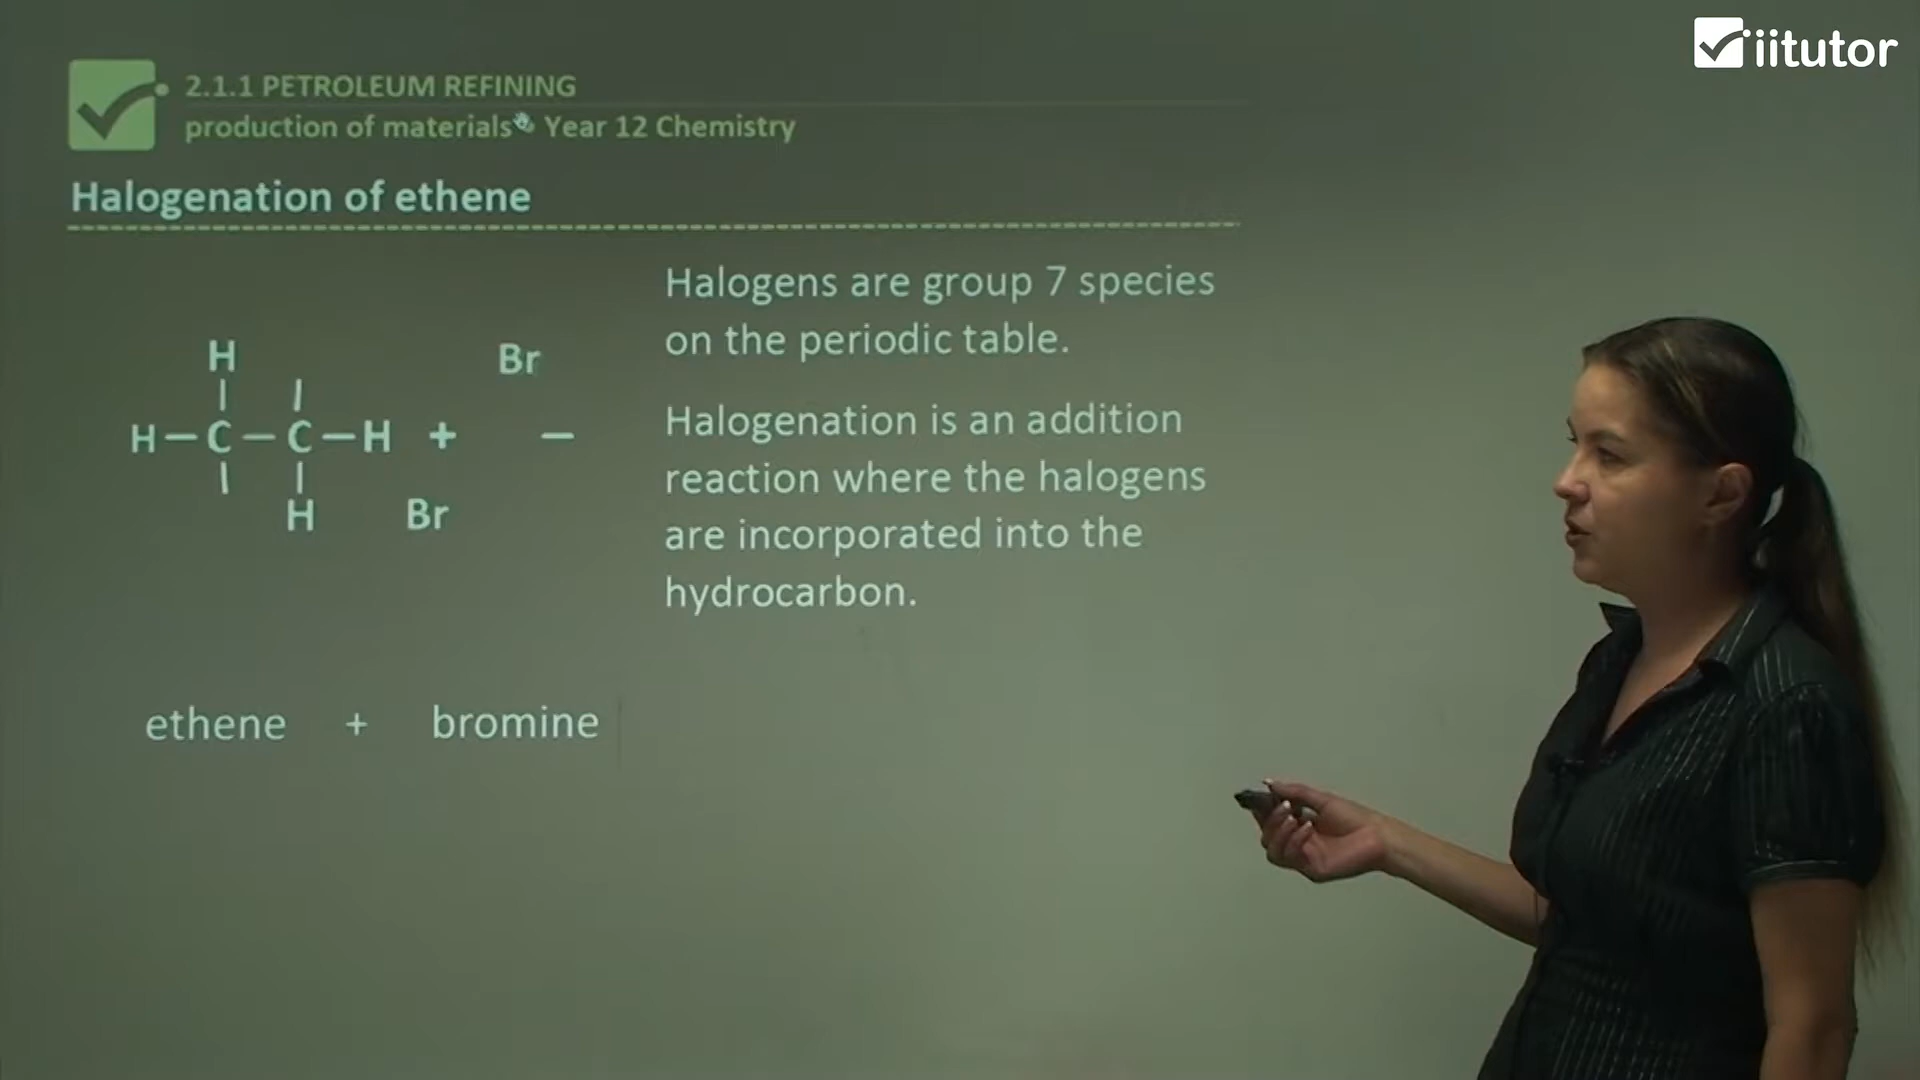 iitutor
2.1.1 PETROLEUM REFINING
production of materials Year 12 Chemistry
Halogenation of ethene
Halogens are group 7 species
on the periodic table.
Halogenation is an addition
reaction where the halogens
are incorporated into the
hydrocarbon.
H Br
H – C – C – H + –
H Br
ethene + bromine